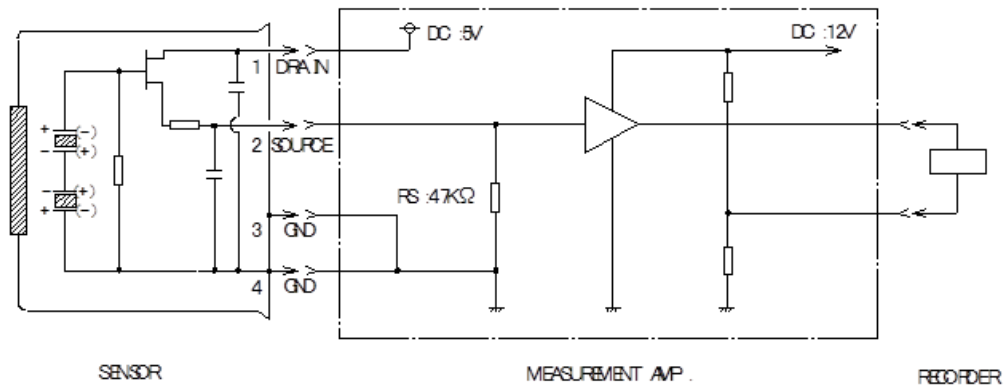 DC :5V
DC :12V
1 DRAIN
2 SOURCE
+ (-)
- (+)
- (+)
+ (-)
RS :47KΩ
3 GND
4 GND
SENSOR
MEASUREMENT AMP .
RECORDER